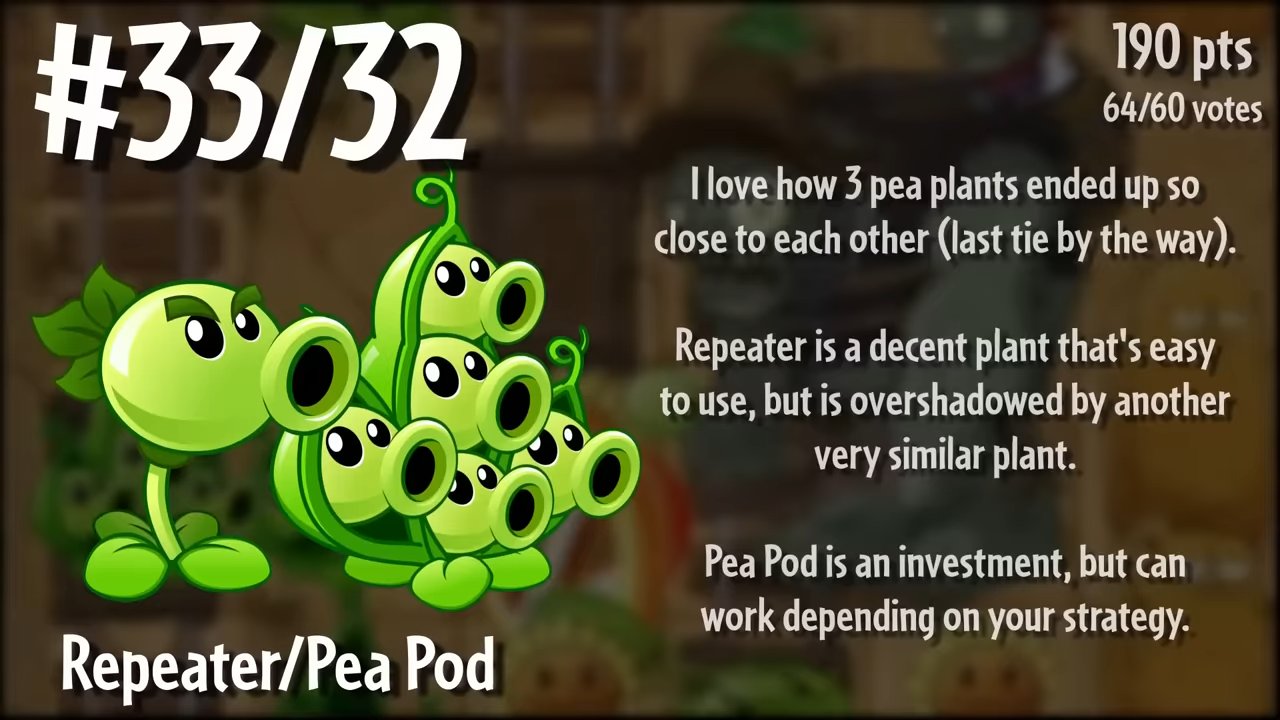 #33/32
190 pts
64/60 votes
I love how 3 pea plants ended up so
close to each other (last tie by the way).
Repeater is a decent plant that's easy
to use, but is overshadowed by another
very similar plant.
Pea Pod is an investment, but can
work depending on your strategy.
Repeater/Pea Pod